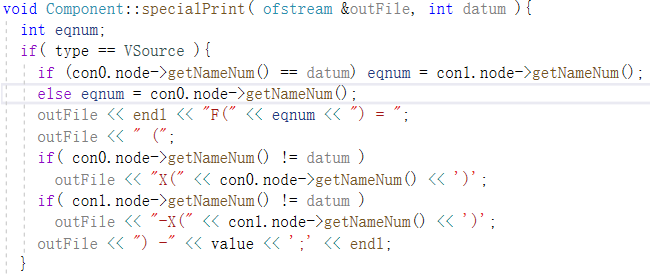 void Component::specialPrint( ofstream &outFile, int datum ){
int eqnum;
if( type == VSource ){
if (con0.node->getNameNum() == datum) eqnum = con1.node->getNameNum();
else eqnum = con0.node->getNameNum();
outFile << endl << "F(" << eqnum << ") = ";
outFile << " (";
if( con0.node->getNameNum() != datum )
outFile << "X(" << con0.node->getNameNum() << ')';
if( con1.node->getNameNum() != datum )
outFile << "-X(" << con1.node->getNameNum() << ')';
outFile << ") -" << value << ';' << endl;
}